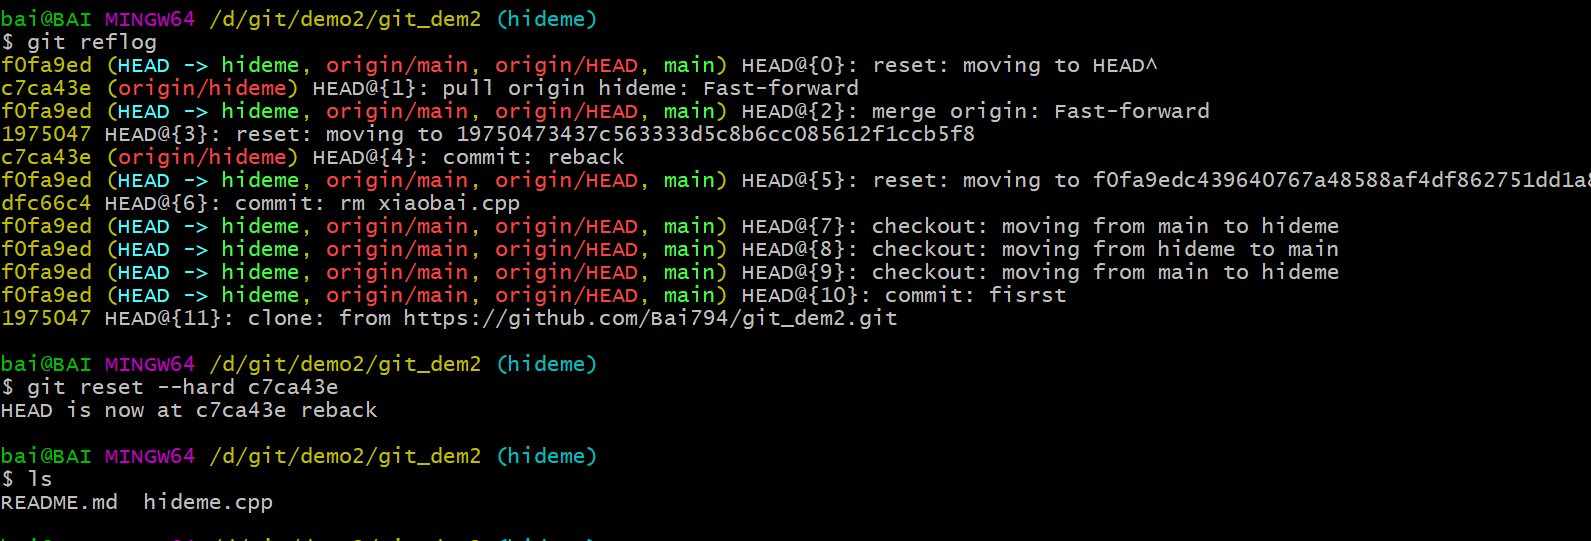 bai@BAI MINGW64 /d/git/demo2/git_dem2 (hideme)
$ git reflog
f0fa9ed (HEAD -> hideme, origin/main, origin/HEAD, main) HEAD@{0}: reset: moving to HEAD^
c7ca43e (origin/hideme) HEAD@{1}: pull origin hideme: Fast-forward
f0fa9ed (HEAD -> hideme, origin/main, origin/HEAD, main) HEAD@{2}: merge origin: Fast-forward
1975047 HEAD@{3}: reset: moving to 19750473437c563333d5c8b6cc085612f1ccb5f8
c7ca43e (origin/hideme) HEAD@{4}: commit: reback
f0fa9ed (HEAD -> hideme, origin/main, origin/HEAD, main) HEAD@{5}: reset: moving to f0fa9edc439640767a48588af4df862751dd1a8
dfc66c4 HEAD@{6}: commit: rm xiaobai.cpp
f0fa9ed (HEAD -> hideme, origin/main, origin/HEAD, main) HEAD@{7}: checkout: moving from main to hideme
f0fa9ed (HEAD -> hideme, origin/main, origin/HEAD, main) HEAD@{8}: checkout: moving from hideme to main
f0fa9ed (HEAD -> hideme, origin/main, origin/HEAD, main) HEAD@{9}: checkout: moving from main to hideme
f0fa9ed (HEAD -> hideme, origin/main, origin/HEAD, main) HEAD@{10}: commit: fisrst
1975047 HEAD@{11}: clone: from https://github.com/Bai794/git_dem2.git
bai@BAI MINGW64 /d/git/demo2/git_dem2 (hideme)
$ git reset --hard c7ca43e
HEAD is now at c7ca43e reback
bai@BAI MINGW64 /d/git/demo2/git_dem2 (hideme)
$ ls
README.md  hideme.cpp